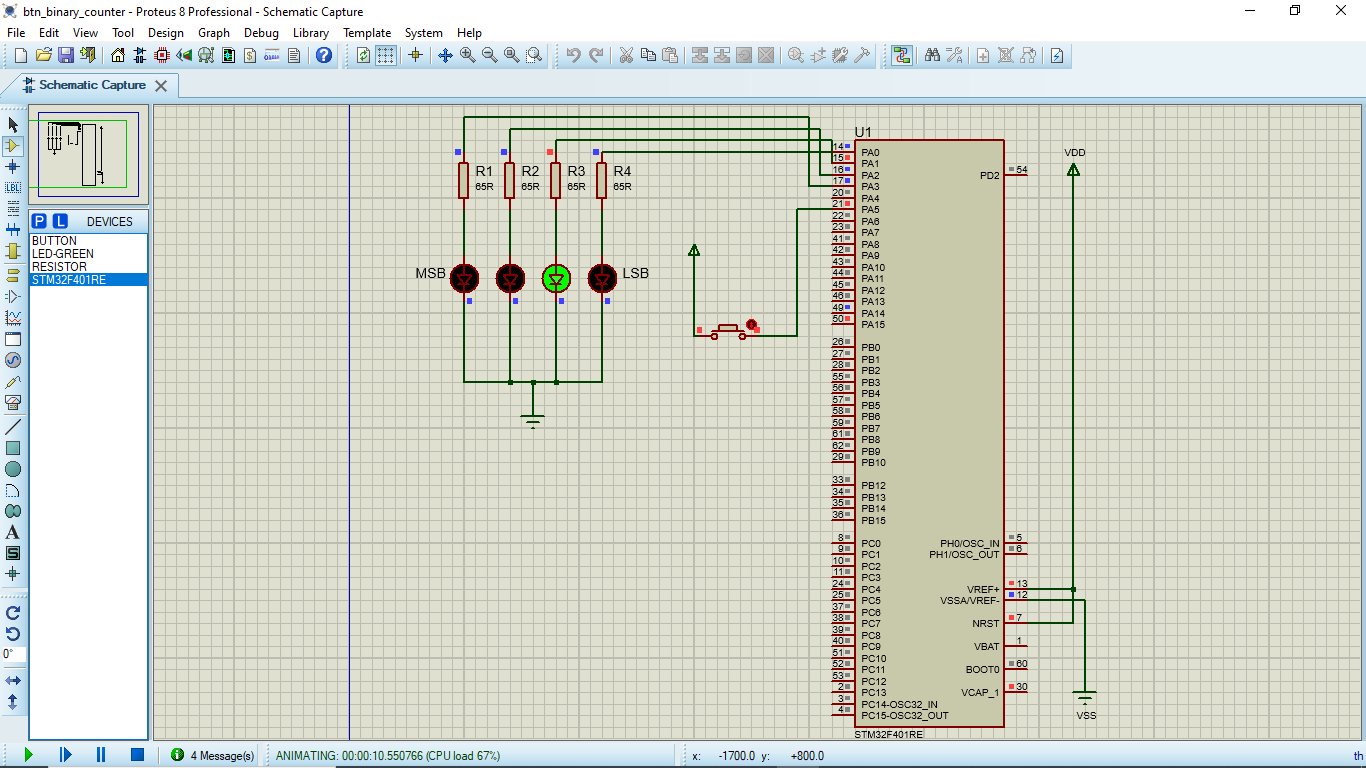 btn_binary_counter - Proteus 8 Professional - Schematic Capture
File Edit View Tool Design Graph Debug Library Template System Help
Schematic Capture
P L DEVICES
BUTTON
LED-GREEN
RESISTOR
STM32F401RE
LBL
A
S
0°
R1
65R
R2
65R
R3
65R
R4
65R
MSB
LSB
U1
14 PA0
15 PA1
16 PA2
17 PA3
20 PA4
21 PA5
22 PA6
23 PA7
41 PA8
42 PA9
43 PA10
44 PA11
45 PA12
46 PA13
49 PA14
50 PA15
26 PB0
27 PB1
28 PB2
55 PB3
56 PB4
57 PB5
58 PB6
59 PB7
61 PB8
62 PB9
29 PB10
33 PB12
34 PB13
35 PB14
36 PB15
8 PC0
9 PC1
10 PC2
11 PC3
24 PC4
25 PC5
37 PC6
38 PC7
39 PC8
40 PC9
51 PC10
52 PC11
53 PC12
2 PC13
3 PC14-OSC32_IN
4 PC15-OSC32_OUT
PD2 54
PH0/OSC_IN 5
PH1/OSC_OUT 6
VREF+ 13
VSSA/VREF- 12
NRST 7
VBAT 1
BOOT0 60
VCAP_1 30
STM32F401RE
VDD
VSS
4 Message(s) ANIMATING: 00:00:10.550766 (CPU load 67%) x: -1700.0 y: +800.0 th